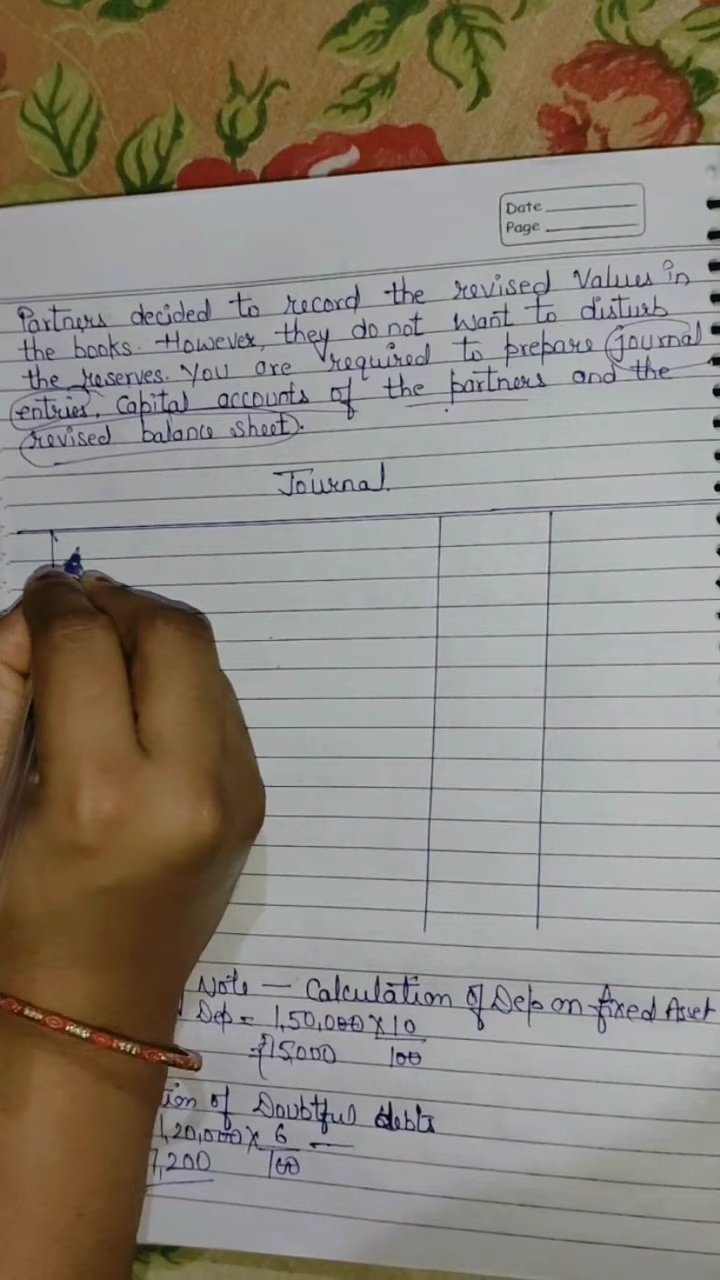 Date
Page
Partners decided to record the revised values in
the books. However, they do not want to disturb
the reserves. You are required to prepare journal
entries, capital accounts of the partners and the
revised balance sheet.
Journal
Note — Calculation of Dep on fixed Asset
Dep = 1,50,000 × 10
= ₹15,000 100
ion of Doubtful debts
1,20,000 × 6
7,200 100